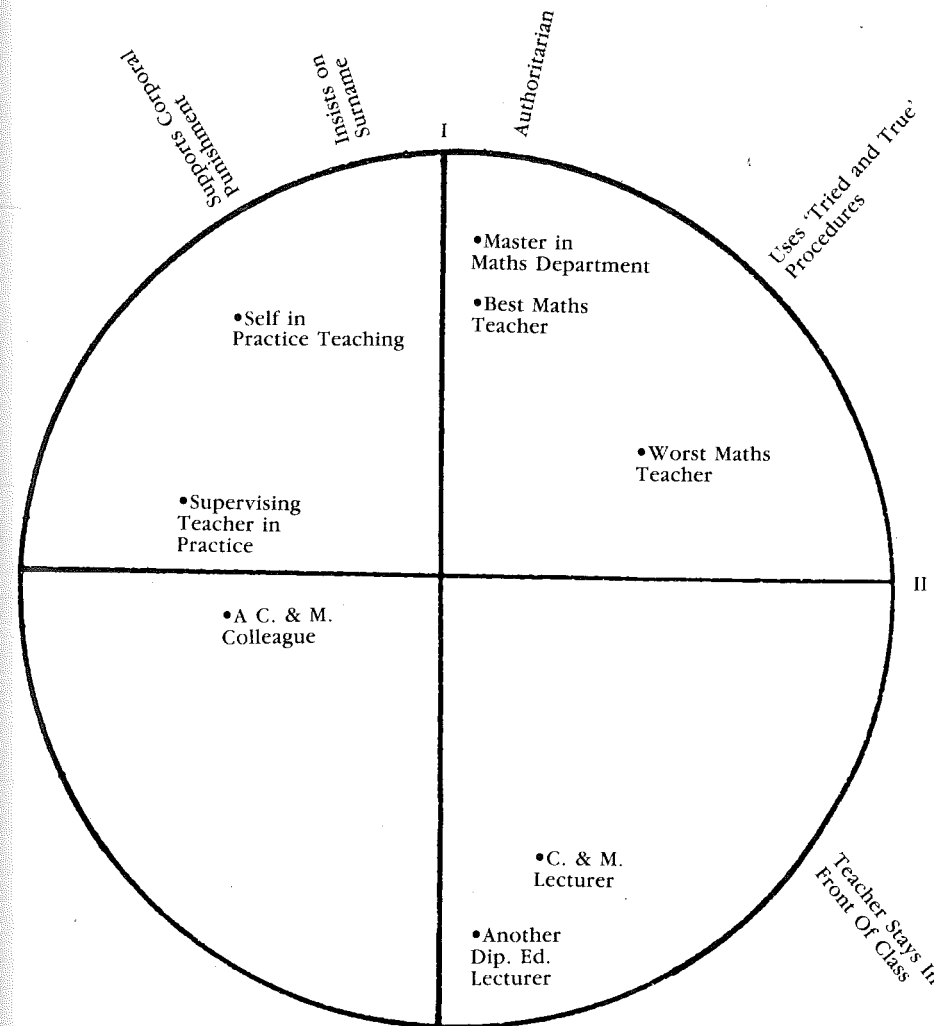 Supports Corporal
Punishment
Insists on
Surname
I
Authoritarian
Uses 'Tried and True'
Procedures
•Master in
Maths Department
•Best Maths
Teacher
•Self in
Practice Teaching
•Worst Maths
Teacher
•Supervising
Teacher in
Practice
II
•A C. & M.
Colleague
•C. & M.
Lecturer
•Another
Dip. Ed.
Lecturer
Teacher Stays In
Front Of Class